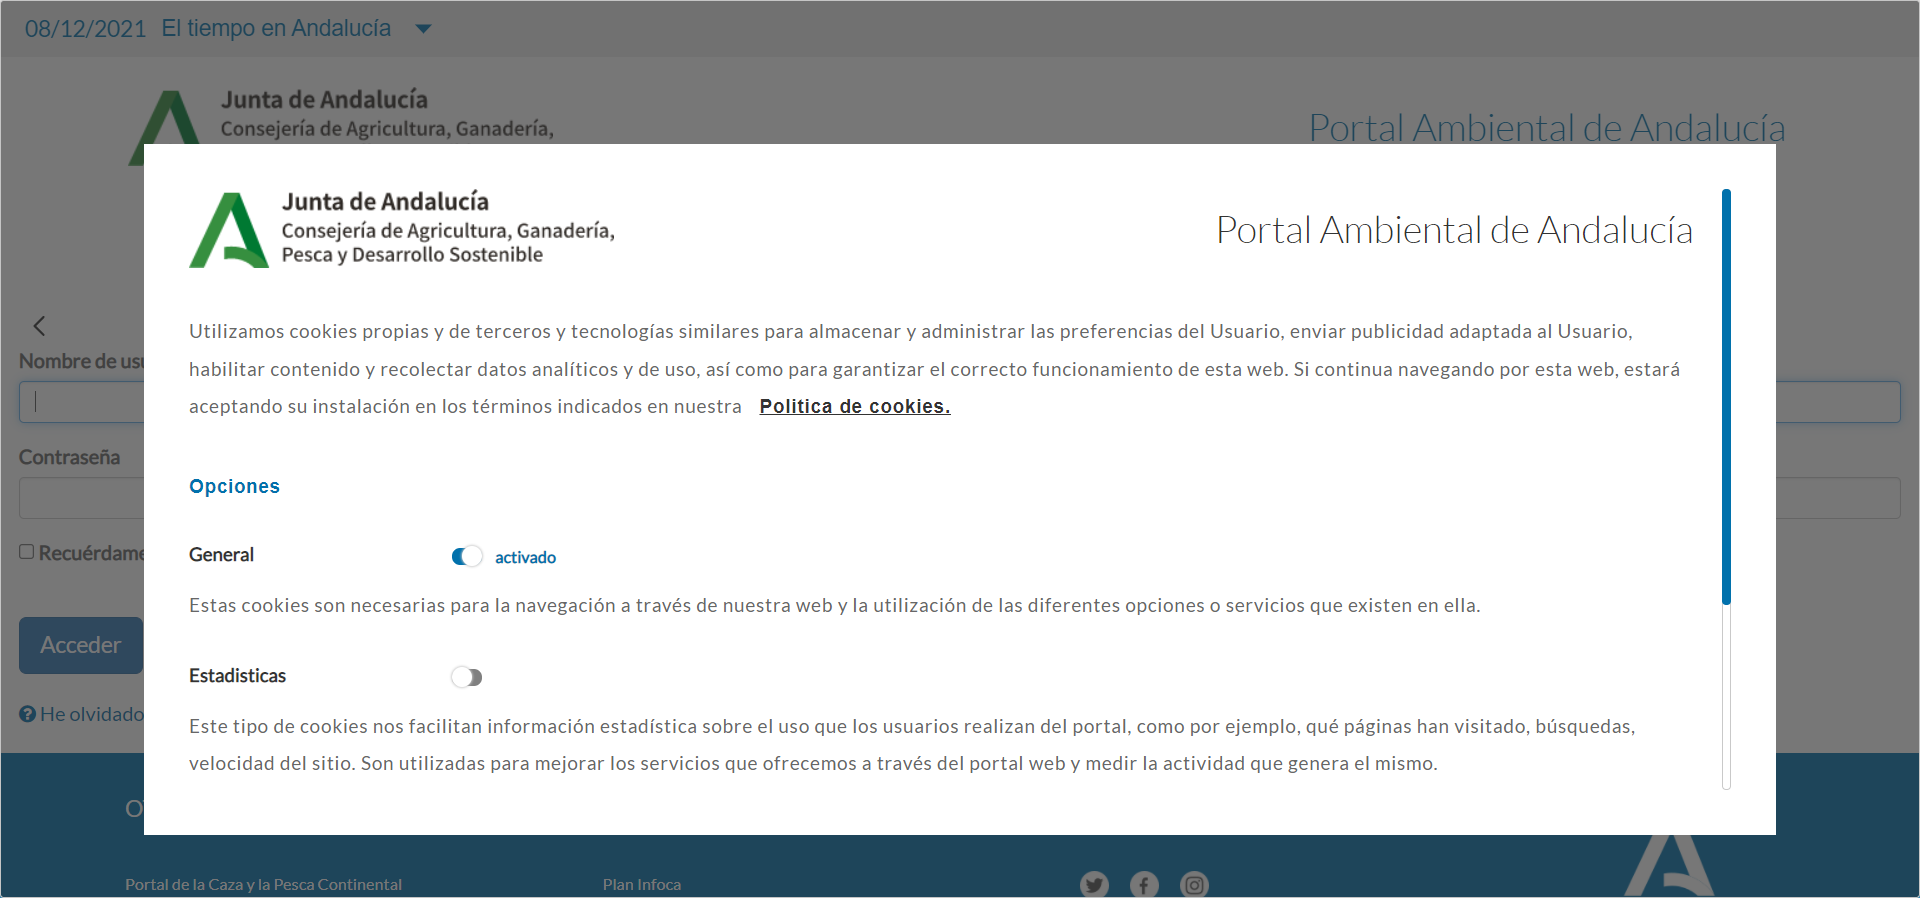 08/12/2021 El tiempo en Andalucía
Junta de Andalucía
Consejería de Agricultura, Ganadería,
Portal Ambiental de Andalucía
Junta de Andalucía
Consejería de Agricultura, Ganadería,
Pesca y Desarrollo Sostenible
Portal Ambiental de Andalucía
Utilizamos cookies propias y de terceros y tecnologías similares para almacenar y administrar las preferencias del Usuario, enviar publicidad adaptada al Usuario,
habilitar contenido y recolectar datos analíticos y de uso, así como para garantizar el correcto funcionamiento de esta web. Si continua navegando por esta web, estará
aceptando su instalación en los términos indicados en nuestra Politica de cookies.
Opciones
General activado
Estas cookies son necesarias para la navegación a través de nuestra web y la utilización de las diferentes opciones o servicios que existen en ella.
Estadisticas
Este tipo de cookies nos facilitan información estadística sobre el uso que los usuarios realizan del portal, como por ejemplo, qué páginas han visitado, búsquedas,
velocidad del sitio. Son utilizadas para mejorar los servicios que ofrecemos a través del portal web y medir la actividad que genera el mismo.
Nombre de
Contraseña
Recuérdame
Acceder
He olvidado
Portal de la Caza y la Pesca Continental
Plan Infoca